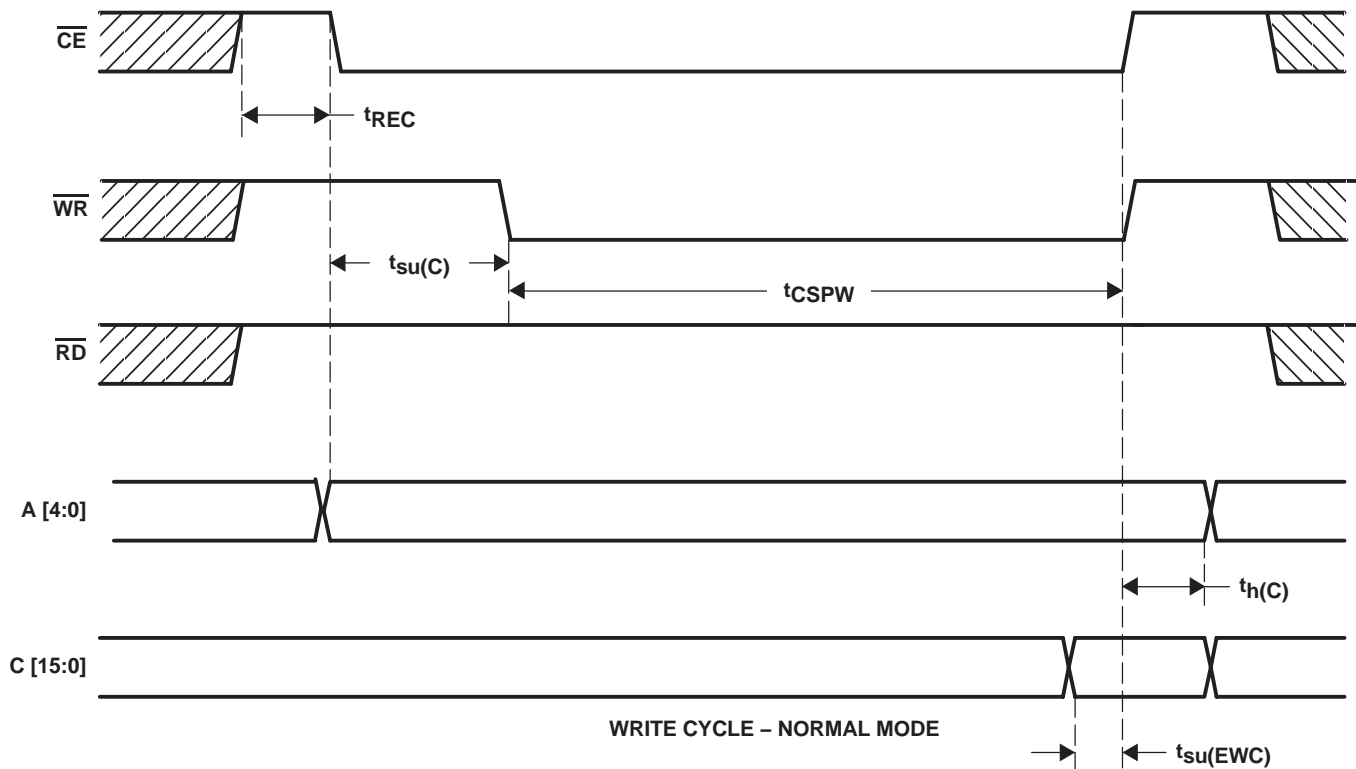 CE
tREC
WR
tsu(C)
tCSPW
RD
A [4:0]
th(C)
C [15:0]
WRITE CYCLE – NORMAL MODE
tsu(EWC)